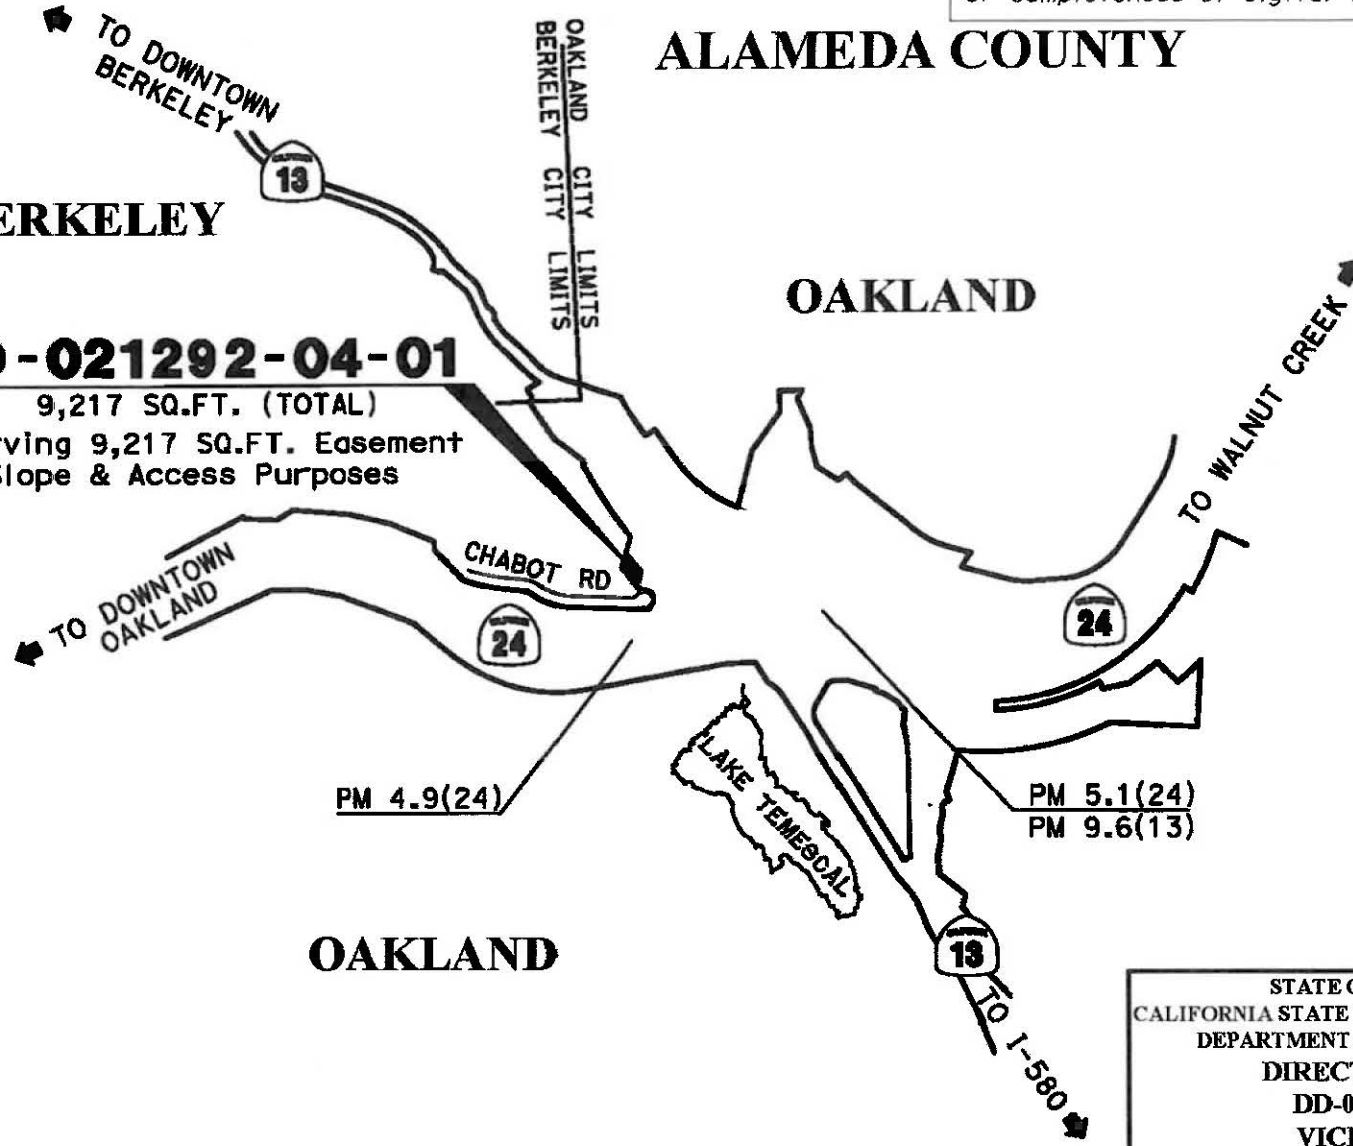 ALAMEDA COUNTY
TO DOWNTOWN
BERKELEY
OAKLAND CITY LIMITS
BERKELEY CITY LIMITS
13
ERKELEY
OAKLAND
TO WALNUT CREEK
-021292-04-01
9,217 SQ.FT. (TOTAL)
rving 9,217 SQ.FT. Easement
Slope & Access Purposes
CHABOT RD
TO DOWNTOWN
OAKLAND
24
24
LAKE TEMESCAL
PM 4.9(24)
PM 5.1(24)
PM 9.6(13)
OAKLAND
13
TO I-580
STATE
CALIFORNIA STATE
DEPARTMENT
DIRECT
DD-0
VICI